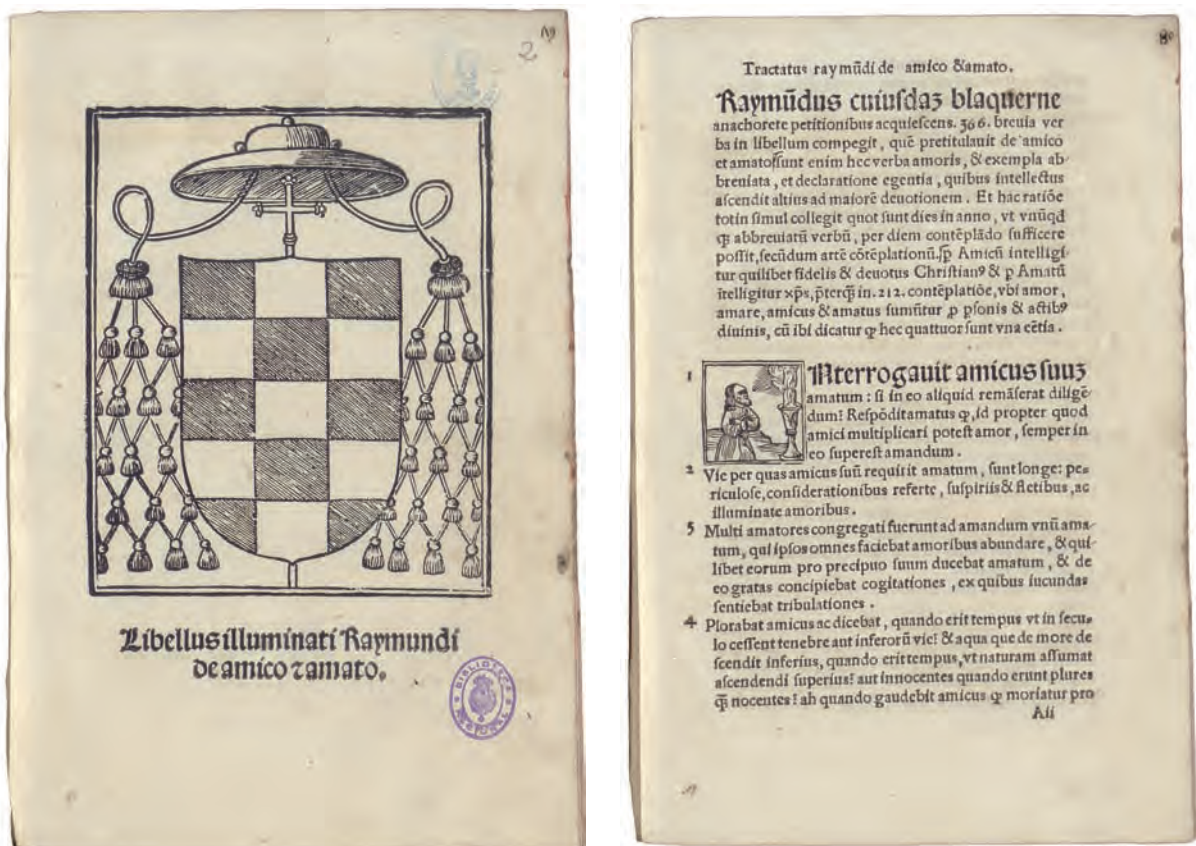 2
Libellus illuminati Raymundi
de amico ⁊ amato.
BIBLIOTECA
NACIONAL
Tractatus raymūdi de amico &amato.
Raymūdus cuiusdaʒ blaquerne
anachorete petitionibus acquieſcens. 366. breuia ver
ba in libellum compegit, quē pretitulauit de amico
et amato ſunt enim hec verba amoris, & exempla ab
breuiata, et declaratione egentia, quibus intellectus
aſcendit altius ad maiorē deuotionem. Et hac ratiōe
totin ſimul collegit quot ſunt dies in anno, vt vnūqd
qꝫ abbreuiatū verbū, per diem contēplādo ſufficere
poſſit, ſecūdum artē cōtēplationū. Amicū intelligi
tur quilibet fidelis & deuotus Chriſtianꝰ & p Amatū
ītelligitur xp̄s, p̄terq̄ in .212. contēplatiōe, vbi amor,
amare, amicus & amatus ſumūtur ꝓ pſonis & actibꝰ
diuinis, cū ibi dicatur ꝙ hec quattuor ſunt vna cētia.
1 INterrogauit amicus ſuuʒ
amatum: ſi in eo aliquid remāſerat diligē
dum? Reſpōdit amatus ꝙ, id propter quod
amici multiplicari poteſt amor, ſemper in
eo ſupereſt amandum.
2 Vie per quas amicus ſuū requirit amatum, ſunt longe: pe⸗
riculoſe, conſiderationibus referte, ſuſpiriis & fletibus, ac
illuminate amoribus.
3 Multi amatores congregati fuerunt ad amandum vnū ama⸗
tum, qui ipſos omnes faciebat amoribus abundare, & qui⸗
libet eorum pro precipuo ſuum ducebat amatum, & de
eo gratas concipiebat cogitationes, ex quibus iucundas
ſentiebat tribulationes.
4 Plorabat amicus ac dicebat, quando erit tempus vt in ſecu⸗
lo ceſſent tenebre aut inferorū vie? & aqua que de more de
ſcendit inferius, quando erit tempus, vt naturam aſſumat
aſcendendi ſuperius? aut innocentes quando erunt plures
q̄ nocentes? ah quando gaudebit amicus ꝙ moriatur pro
Aii